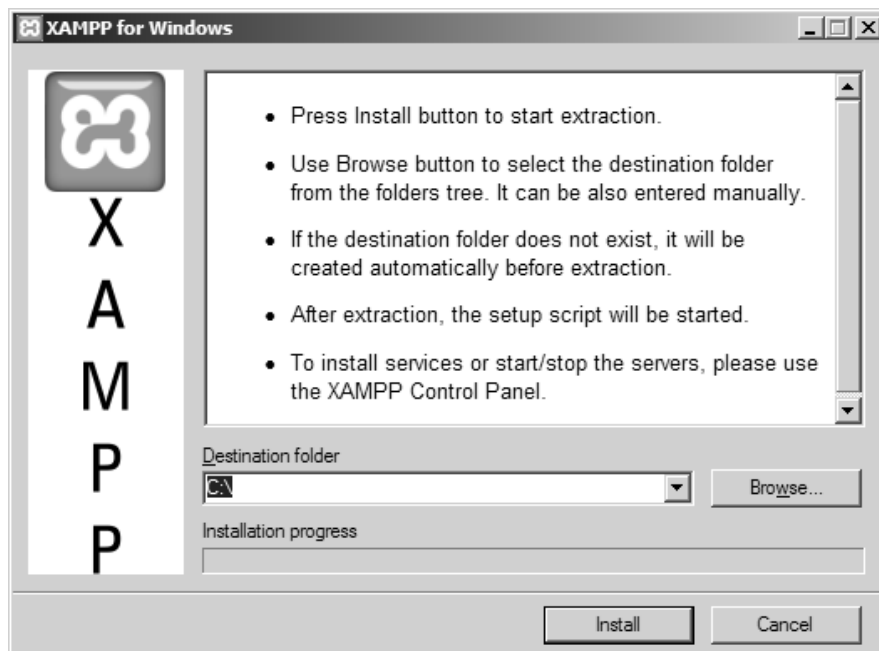 XAMPP for Windows
X
A
M
P
P
• Press Install button to start extraction.
• Use Browse button to select the destination folder
from the folders tree. It can be also entered manually.
• If the destination folder does not exist, it will be
created automatically before extraction.
• After extraction, the setup script will be started.
• To install services or start/stop the servers, please use
the XAMPP Control Panel.
Destination folder
C:\
Browse...
Installation progress
Install
Cancel